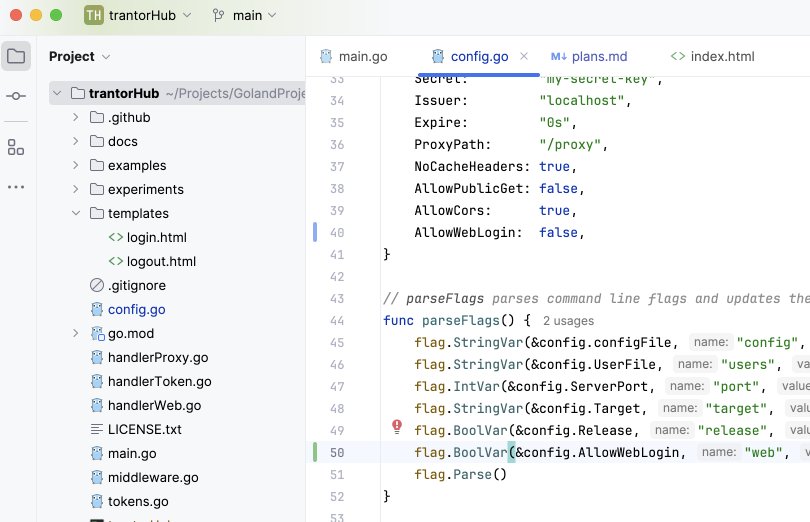 TH trantorHub main
Project
main.go config.go M↓ plans.md <> index.html
trantorHub ~/Projects/GolandProje
.github
docs
examples
experiments
templates
<> login.html
<> logout.html
.gitignore
config.go
go.mod
handlerProxy.go
handlerToken.go
handlerWeb.go
LICENSE.txt
main.go
middleware.go
tokens.go
33 Secret: "my-secret-key",
34 Issuer: "localhost",
35 Expire: "0s",
36 ProxyPath: "/proxy",
37 NoCacheHeaders: true,
38 AllowPublicGet: false,
39 AllowCors: true,
40 AllowWebLogin: false,
41 }
42
43 // parseFlags parses command line flags and updates the
44 func parseFlags() { 2 usages
45 flag.StringVar(&config.configFile, name: "config",
46 flag.StringVar(&config.UserFile, name: "users", v
47 flag.IntVar(&config.ServerPort, name: "port", value
48 flag.StringVar(&config.Target, name: "target", val
49 flag.BoolVar(&config.Release, name: "release", valu
50 flag.BoolVar(&config.AllowWebLogin, name: "web", v
51 flag.Parse()
52 }
53